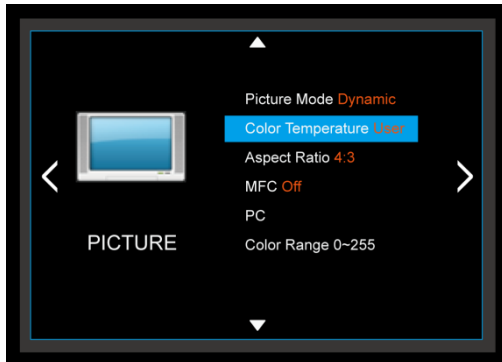 Picture Mode Dynamic
Color Temperature User
Aspect Ratio 4:3
MFC Off
PC
PICTURE
Color Range 0~255